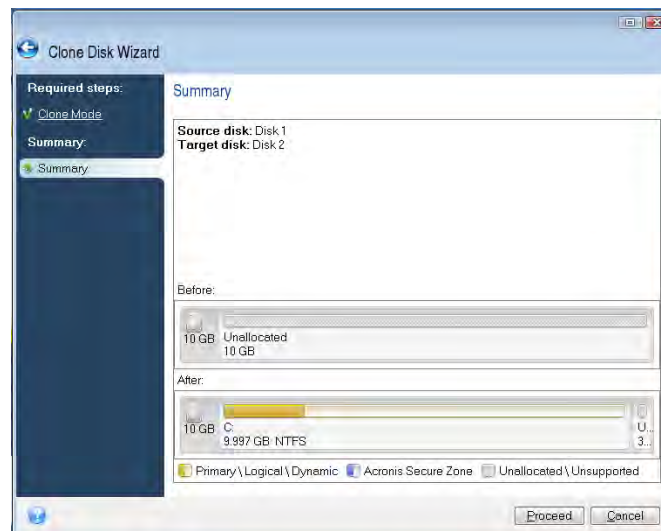 Clone Disk Wizard
Required steps:
Clone Mode
Summary:
Summary
Summary
Source disk: Disk 1
Target disk: Disk 2
Before:
10 GB
Unallocated
10 GB
After:
10 GB
C:
9.997 GB NTFS
U...
3...
Primary \ Logical \ Dynamic
Acronis Secure Zone
Unallocated \ Unsupported
Proceed
Cancel